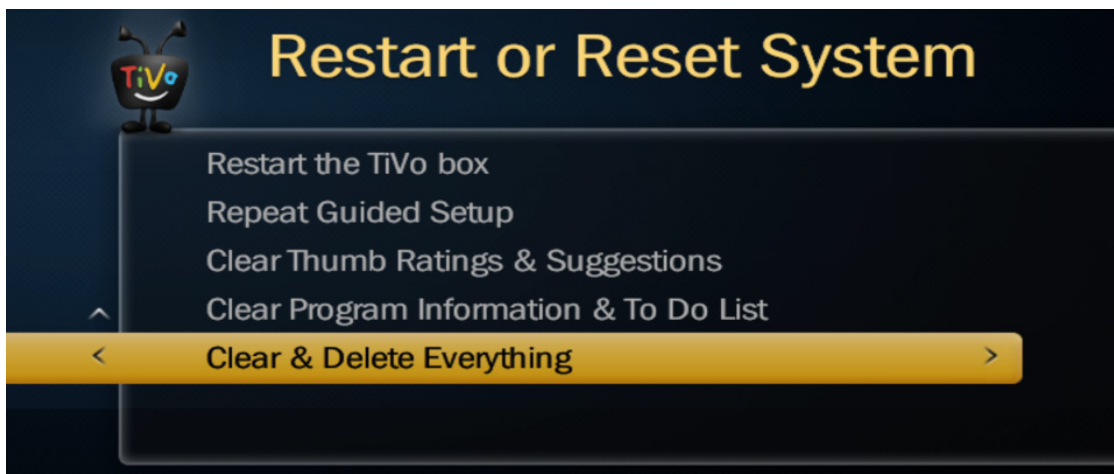 TiVo
Restart or Reset System
Restart the TiVo box
Repeat Guided Setup
Clear Thumb Ratings & Suggestions
Clear Program Information & To Do List
Clear & Delete Everything